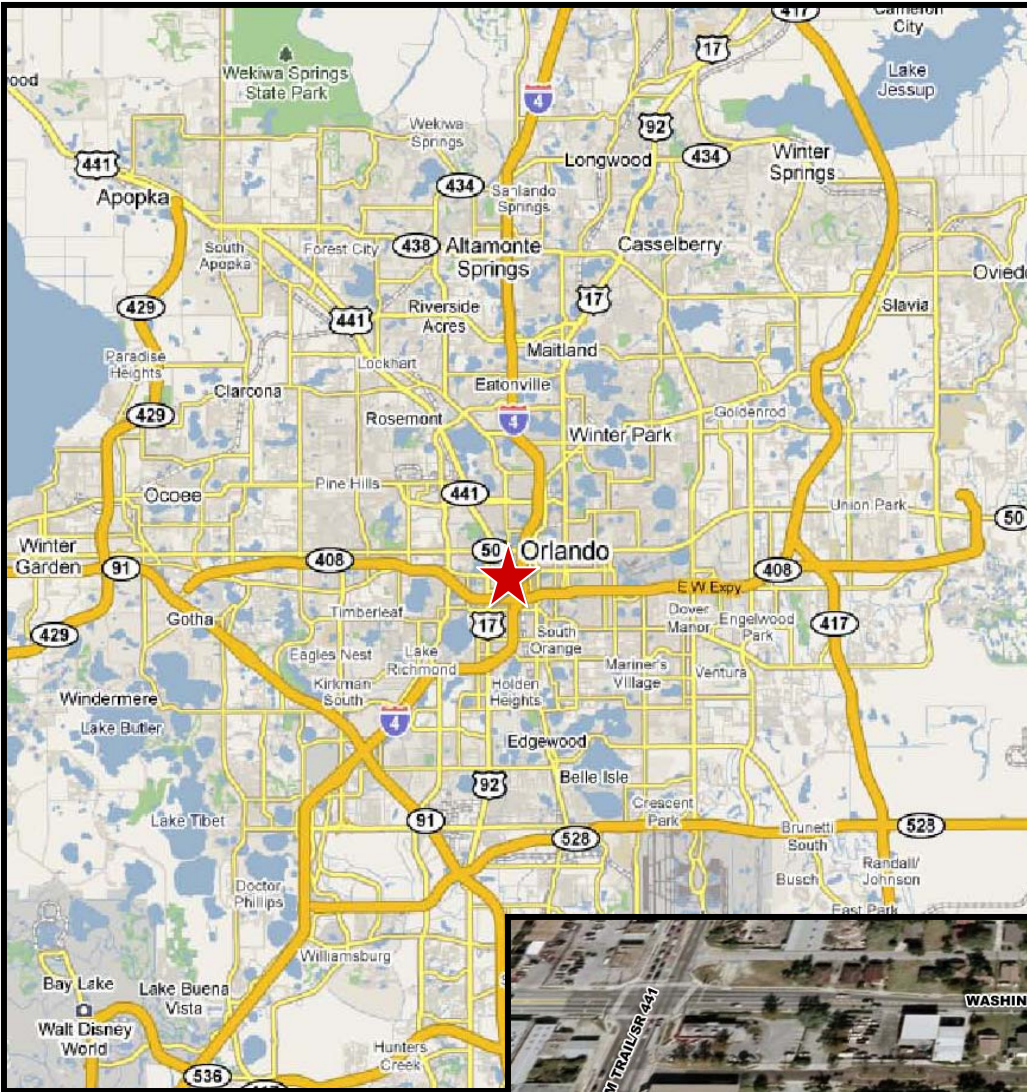 417
Cameron
City
17
Lake
Jessup
Wekiwa Springs
State Park
4
Wekiwa
Springs
92
441
Longwood
434
Winter
Springs
Apopka
434
Sanlando
Springs
South
Apopka
Forest City
438
Altamonte
Springs
Casselberry
Oviedo
429
17
Slavia
441
Riverside
Acres
Paradise
Heights
Lockhart
Maitland
Clarcona
Eatonville
429
Rosemont
4
Goldenrod
Winter Park
Ocoee
Pine Hills
441
Union Park
50
Winter
Garden
91
408
50
Orlando
408
E W Expy
429
Gotha
Timberleaf
17
South
Orange
Dover
Manor
Engelwood
Park
417
Eagles Nest
Lake
Richmond
Mariner's
Village
Ventura
Windermere
Kirkman
South
Holden
Heights
Lake Butler
4
Edgewood
92
Belle Isle
Lake Tibet
91
Crescent
Park
528
Brunetti
South
528
Doctor
Phillips
Busch
Randall/
Johnson
East Park
Williamsburg
Bay Lake
Lake Buena
Vista
Walt Disney
World
Hunters
Creek
536
WASHIN
M TRAIL/SR 441